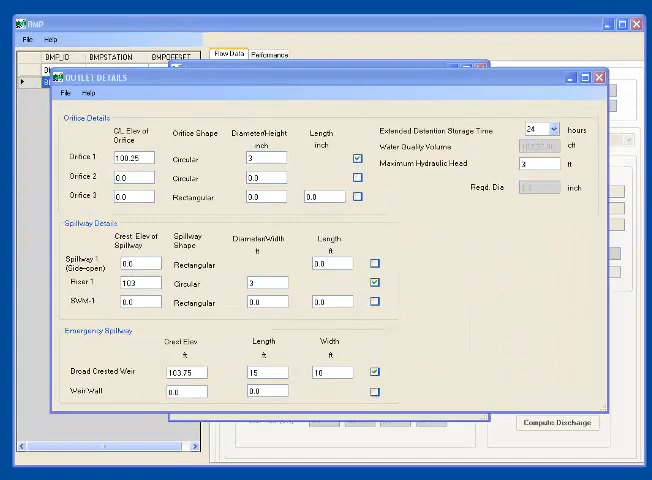 BMP
File Help
BMP_ID BMPSTATION BMPOFFSET
Flow Data Performance
OUTLET DETAILS
File Help
Orifice Details
C/L Elev of Orifice Orifice Shape Diameter/Height inch Length inch
Orifice 1 100.25 Circular 3
Orifice 2 0.0 Circular 0.0
Orifice 3 0.0 Rectangular 0.0 0.0
Extended Detention Storage Time 24 hours
Water Quality Volume cft
Maximum Hydraulic Head 3 ft
Reqd. Dia inch
Spillway Details
Crest Elev of Spillway Spillway Shape Diameter/Width ft Length ft
Spillway 1 (Side-open) 0.0 Rectangular 0.0
Riser 1 103 Circular 3
SWM-1 0.0 Rectangular 0.0 0.0
Emergency Spillway
Crest Elev ft Length ft Width ft
Broad Crested Weir 103.75 15 10
Weir Wall 0.0 0.0
Compute Discharge